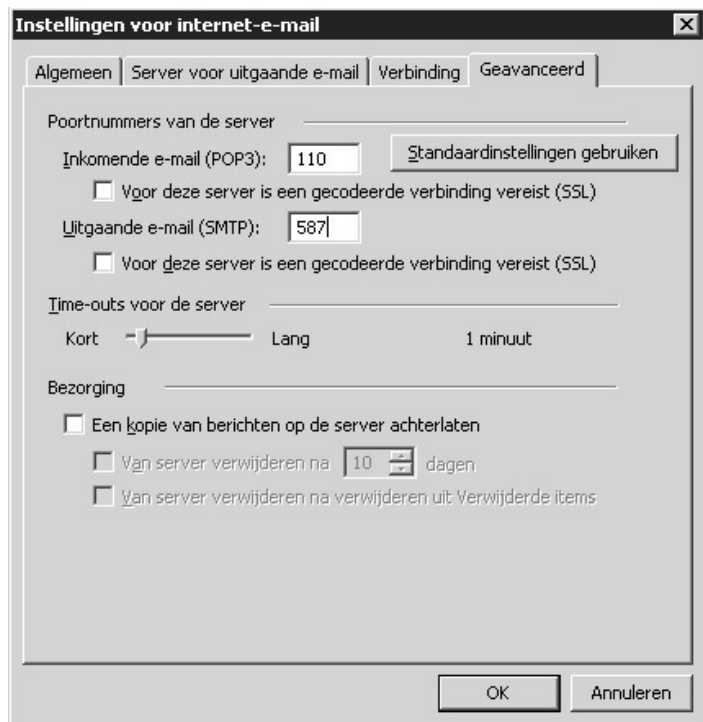 Instellingen voor internet-e-mail
Algemeen Server voor uitgaande e-mail Verbinding Geavanceerd
Poortnummers van de server
Inkomende e-mail (POP3): 110 Standaardinstellingen gebruiken
Voor deze server is een gecodeerde verbinding vereist (SSL)
Uitgaande e-mail (SMTP): 587
Voor deze server is een gecodeerde verbinding vereist (SSL)
Time-outs voor de server
Kort Lang 1 minuut
Bezorging
Een kopie van berichten op de server achterlaten
Van server verwijderen na 10 dagen
Van server verwijderen na verwijderen uit Verwijderde items
OK Annuleren